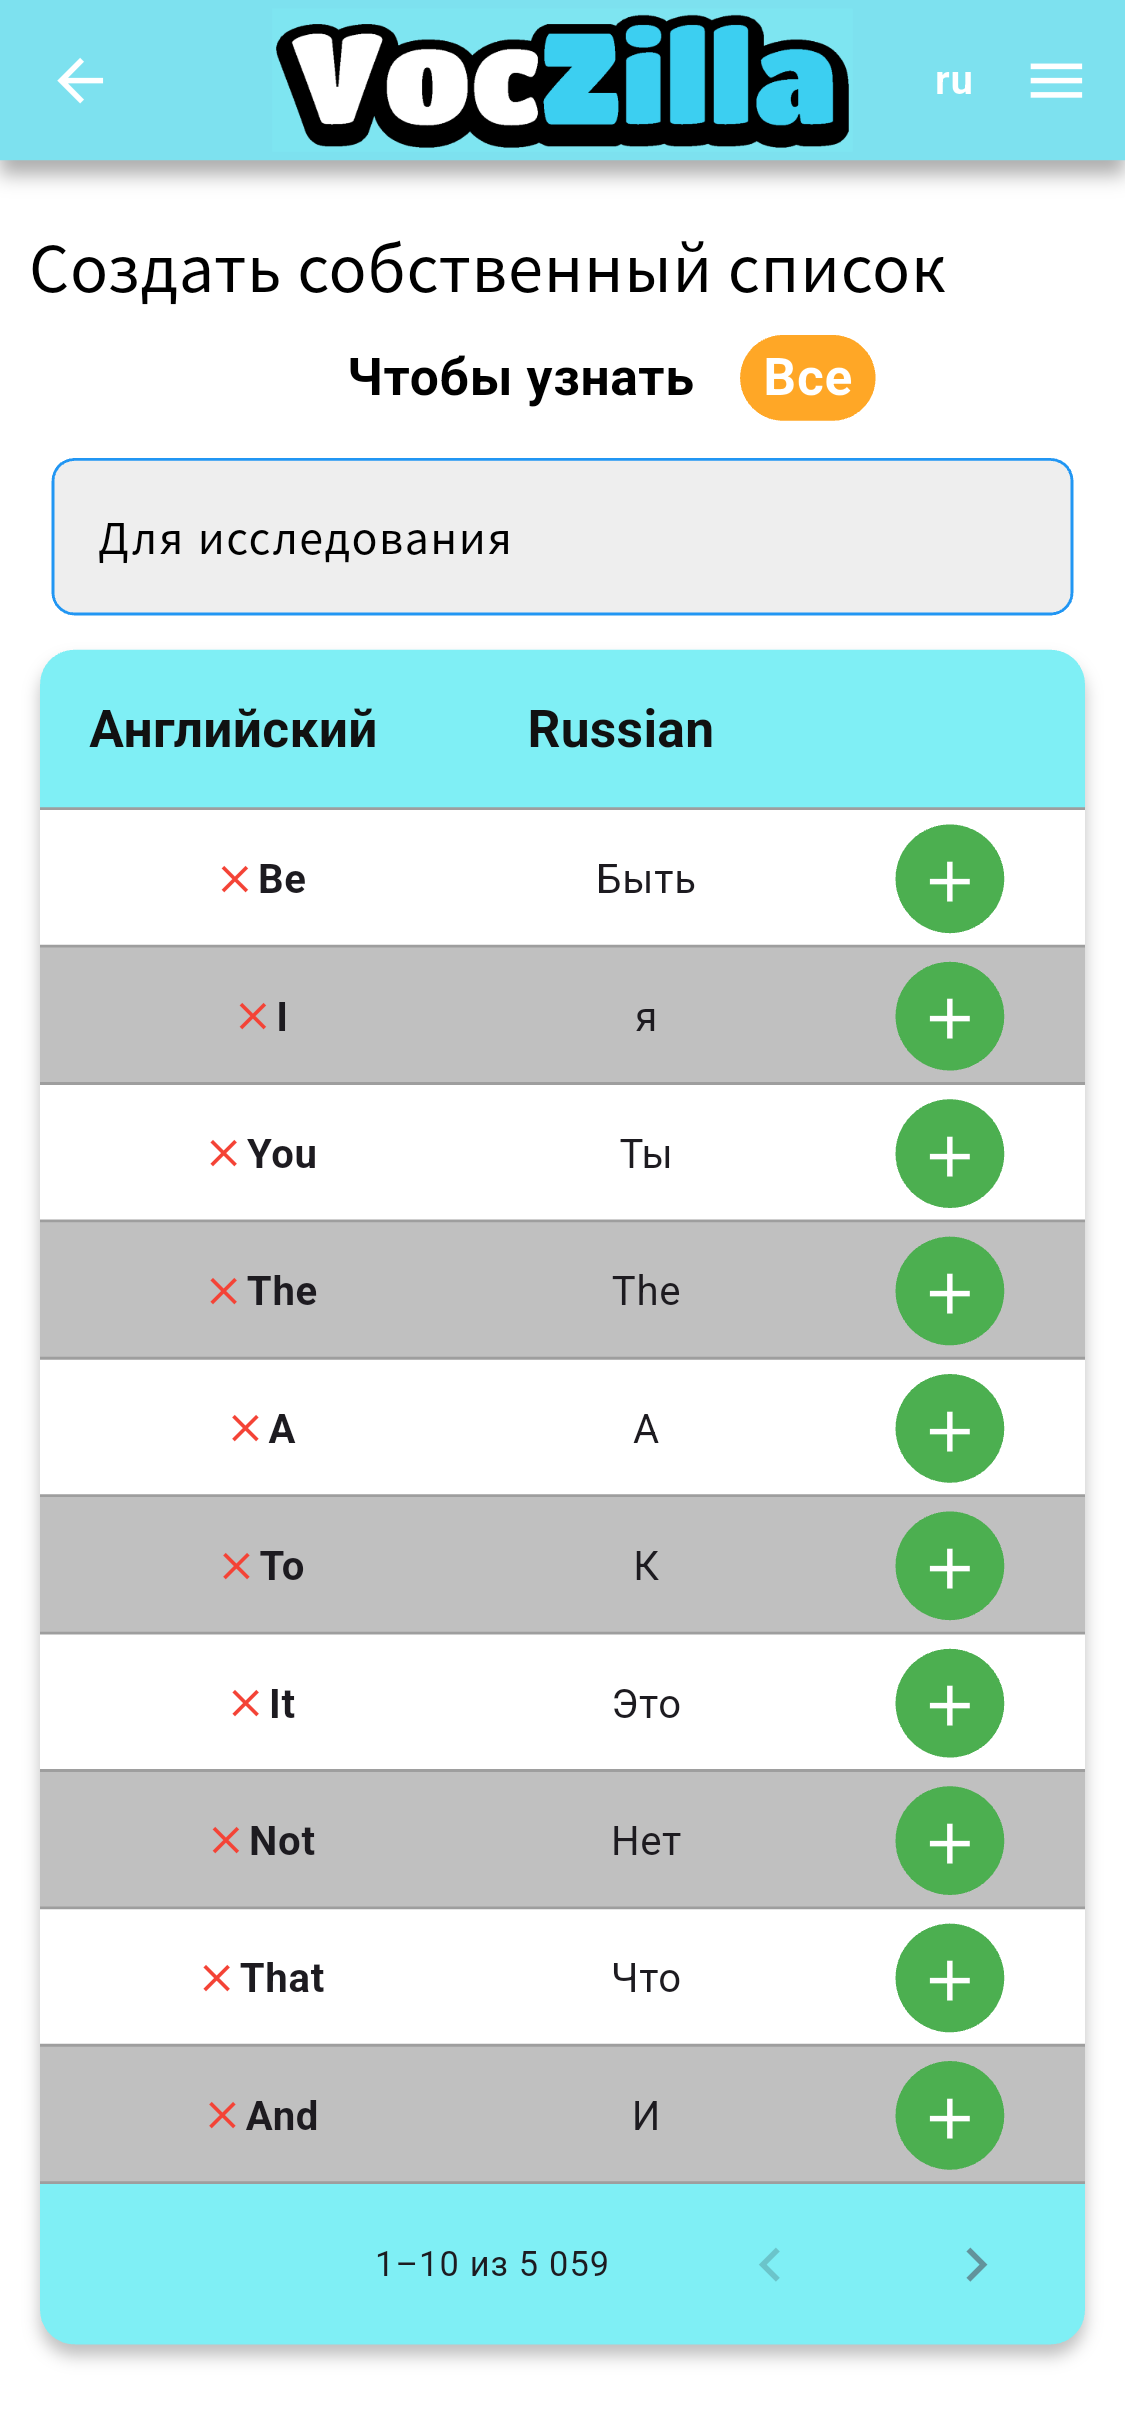 VocZilla
ru
Создать собственный список
Чтобы узнать Все
Для исследования
Английский Russian
Be Быть
I я
You Ты
The The
A А
To К
It Это
Not Нет
That Что
And И
1–10 из 5 059